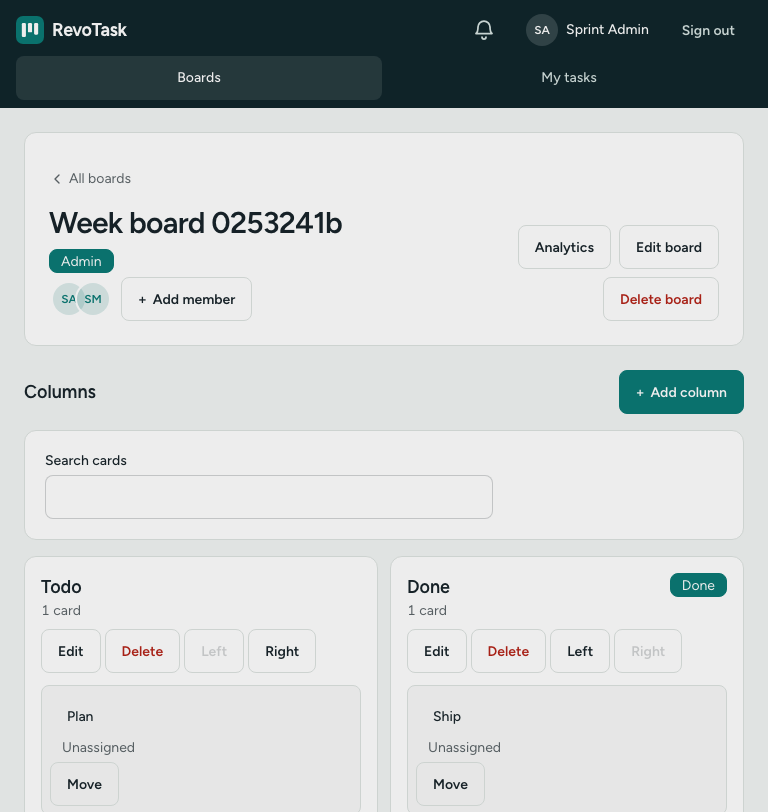 RevoTask
SA Sprint Admin Sign out
Boards My tasks
All boards
Week board 0253241b
Admin
SA SM + Add member
Analytics Edit board
Delete board
Columns
+ Add column
Search cards
Todo
1 card
Edit Delete Left Right
Plan
Unassigned
Move
Done Done
1 card
Edit Delete Left Right
Ship
Unassigned
Move